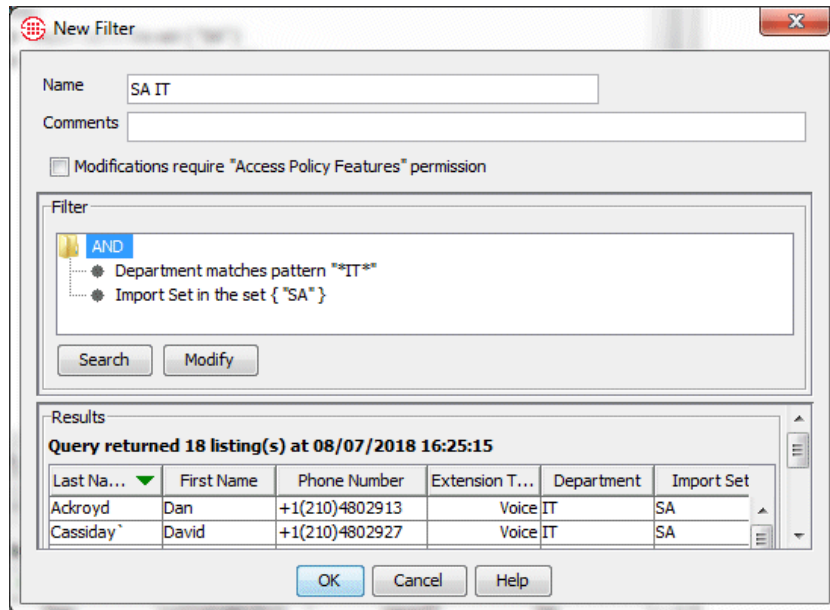 New Filter
Name SA IT
Comments
Modifications require "Access Policy Features" permission
Filter
AND
Department matches pattern "*IT*"
Import Set in the set { "SA" }
Search Modify
Results
Query returned 18 listing(s) at 08/07/2018 16:25:15
Last Na... First Name Phone Number Extension T... Department Import Set
Ackroyd Dan +1(210)4802913 Voice IT SA
Cassiday` David +1(210)4802927 Voice IT SA
OK Cancel Help